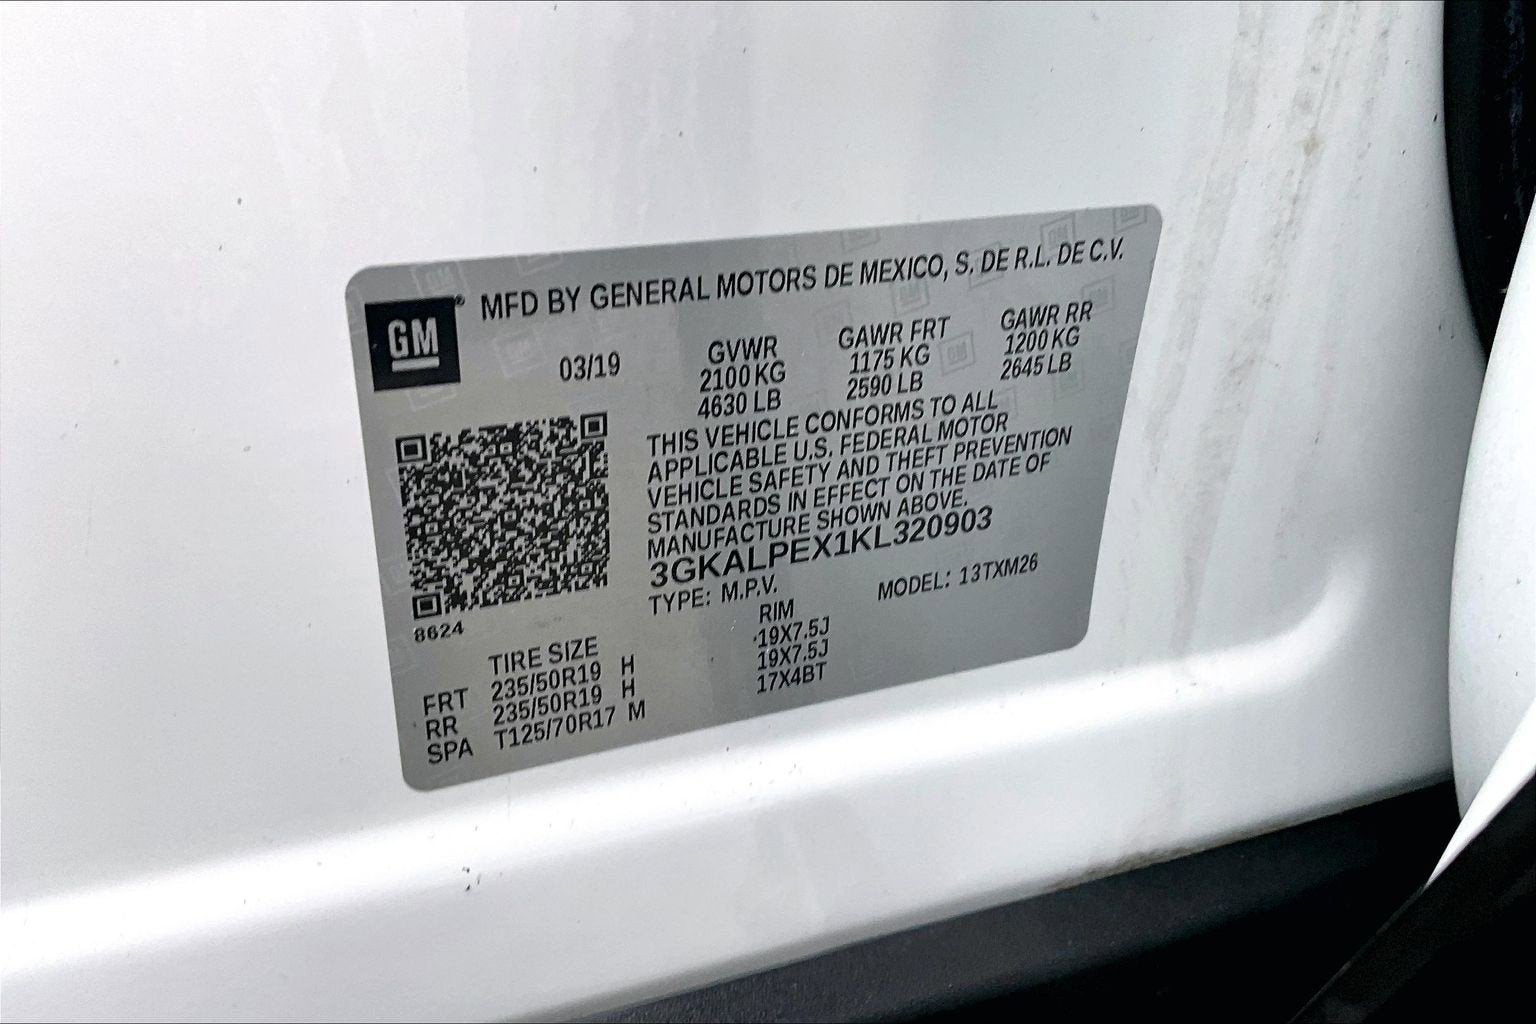 GM
MFD BY GENERAL MOTORS DE MEXICO, S. DE R.L. DE C.V.
03/19
GVWR GAWR FRT GAWR RR
2100 KG 1175 KG 1200 KG
4630 LB 2590 LB 2645 LB
THIS VEHICLE CONFORMS TO ALL
APPLICABLE U.S. FEDERAL MOTOR
VEHICLE SAFETY AND THEFT PREVENTION
STANDARDS IN EFFECT ON THE DATE OF
MANUFACTURE SHOWN ABOVE.
3GKALPEX1KL320903
TYPE: M.P.V. MODEL: 13TXM26
8624
TIRE SIZE RIM
FRT 235/50R19 H 19X7.5J
RR 235/50R19 H 19X7.5J
SPA T125/70R17 M 17X4BT